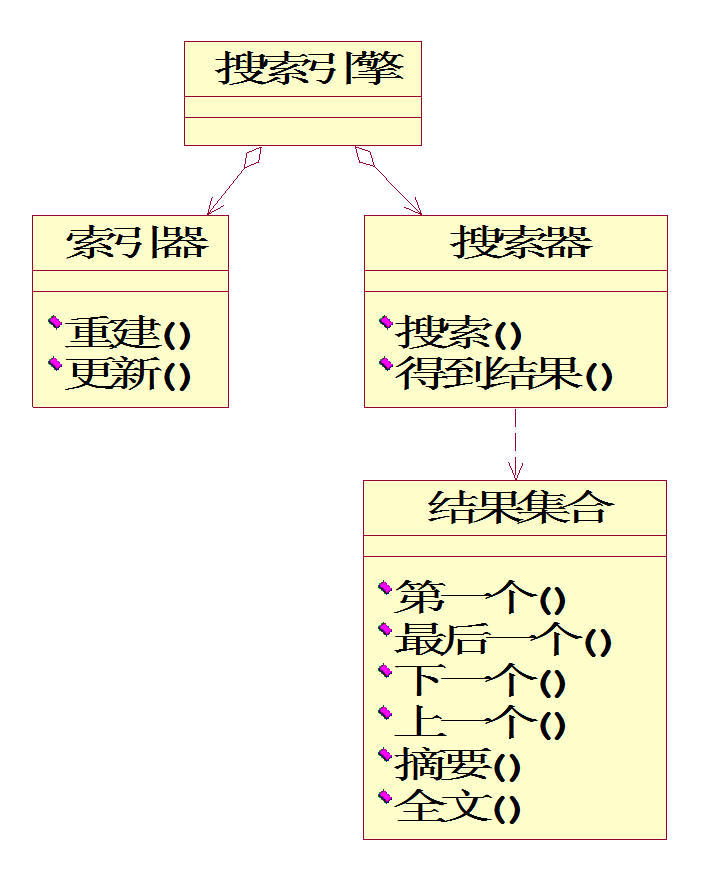 搜索引擎
索引器
重建()
更新()
搜索器
搜索()
得到结果()
结果集合
第一个()
最后一个()
下一个()
上一个()
摘要()
全文()